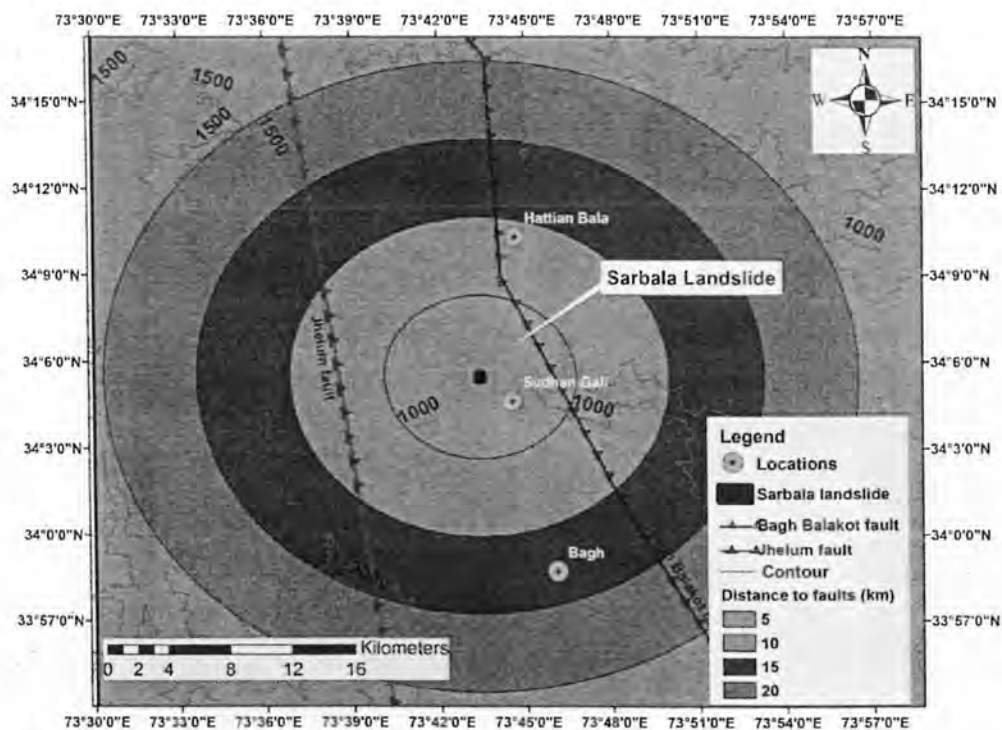 73°30'0"E 73°33'0"E 73°36'0"E 73°39'0"E 73°42'0"E 73°45'0"E 73°48'0"E 73°51'0"E 73°54'0"E 73°57'0"E
1500
1500
1500
1500
N
W E
S
34°15'0"N
34°15'0"N
34°12'0"N
34°12'0"N
Hattian Bala
1000
34°9'0"N
34°9'0"N
Sarbala Landslide
Jhelum fault
34°6'0"N
34°6'0"N
Sudhan Gali
1000
1000
34°3'0"N
34°3'0"N
Legend
Locations
Sarbala landslide
Bagh Balakot fault
Jhelum fault
Contour
Distance to faults (km)
5
10
15
20
34°0'0"N
34°0'0"N
Bagh
33°57'0"N
33°57'0"N
Kilometers
0 2 4 8 12 16
73°30'0"E 73°33'0"E 73°36'0"E 73°39'0"E 73°42'0"E 73°45'0"E 73°48'0"E 73°51'0"E 73°54'0"E 73°57'0"E